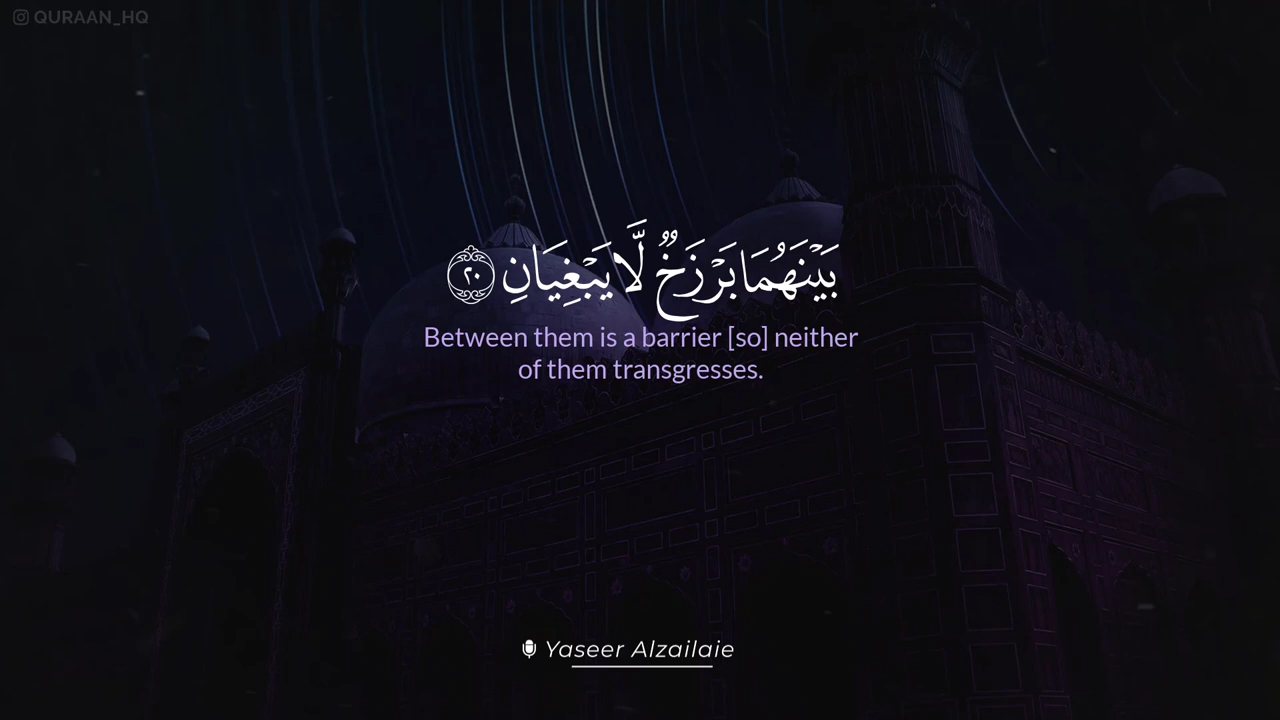 QURAAN_HQ
بَيْنَهُمَا بَرْزَخٌ لَّا يَبْغِيَانِ ٢٠
Between them is a barrier [so] neither
of them transgresses.
Yaseer Alzailaie